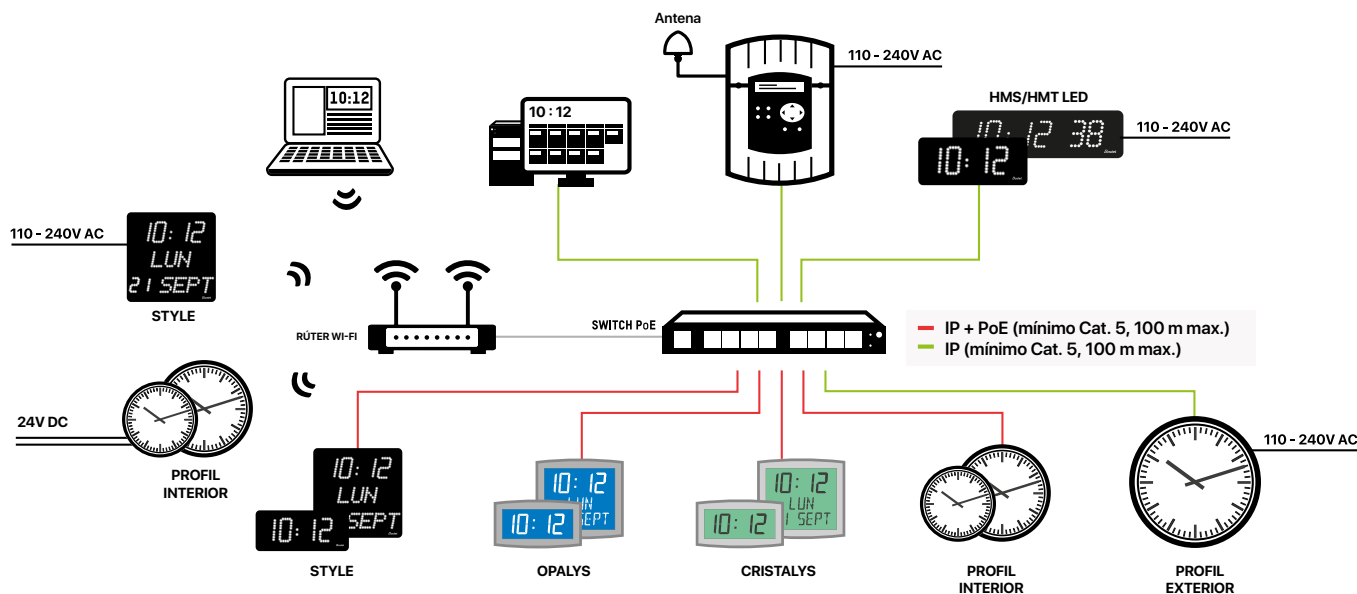 Antena
110 - 240V AC
10:12
10:12
HMS/HMT LED
10:12 38
110 - 240V AC
10:12
110 - 240V AC
10:12
LUN
21 SEPT
STYLE
RÚTER WI-FI
SWITCH PoE
IP + PoE (mínimo Cat. 5, 100 m max.)
IP (mínimo Cat. 5, 100 m max.)
24V DC
PROFIL
INTERIOR
10:12
LUN
SEPT
10:12
STYLE
10:12
LUN
SEPT
10:12
OPALYS
10:12
LUN
1 SEPT
10:12
CRISTALYS
PROFIL
INTERIOR
110 - 240V AC
PROFIL
EXTERIOR